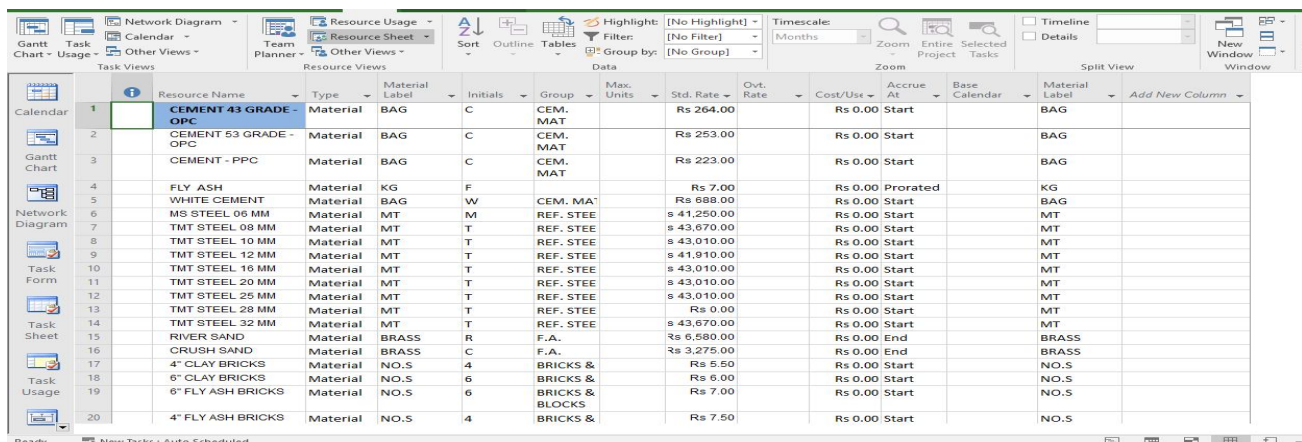 Network Diagram Resource Usage Highlight: [No Highlight] Timescale: Timeline
Calendar Resource Sheet Filter: [No Filter] Months Details
Gantt Chart Task Usage Other Views Team Planner Other Views Sort Outline Tables Group by: [No Group] Zoom Entire Project Selected Tasks New Window
Task Views Resource Views Data Zoom Split View Window
Resource Name Type Material Label Initials Group Max. Units Std. Rate Ovt. Rate Cost/Use Accrue At Base Calendar Material Label Add New Column
1 CEMENT 43 GRADE - OPC Material BAG C CEM. MAT Rs 264.00 Rs 0.00 Start BAG
2 CEMENT 53 GRADE - OPC Material BAG C CEM. MAT Rs 253.00 Rs 0.00 Start BAG
3 CEMENT - PPC Material BAG C CEM. MAT Rs 223.00 Rs 0.00 Start BAG
4 FLY ASH Material KG F Rs 7.00 Rs 0.00 Prorated KG
5 WHITE CEMENT Material BAG W CEM. MAT Rs 688.00 Rs 0.00 Start BAG
6 MS STEEL 06 MM Material MT M REF. STEE s 41,250.00 Rs 0.00 Start MT
7 TMT STEEL 08 MM Material MT T REF. STEE s 43,670.00 Rs 0.00 Start MT
8 TMT STEEL 10 MM Material MT T REF. STEE s 43,010.00 Rs 0.00 Start MT
9 TMT STEEL 12 MM Material MT T REF. STEE s 41,910.00 Rs 0.00 Start MT
10 TMT STEEL 16 MM Material MT T REF. STEE s 43,010.00 Rs 0.00 Start MT
11 TMT STEEL 20 MM Material MT T REF. STEE s 43,010.00 Rs 0.00 Start MT
12 TMT STEEL 25 MM Material MT T REF. STEE s 43,010.00 Rs 0.00 Start MT
13 TMT STEEL 28 MM Material MT T REF. STEE Rs 0.00 Rs 0.00 Start MT
14 TMT STEEL 32 MM Material MT T REF. STEE s 43,670.00 Rs 0.00 Start MT
15 RIVER SAND Material BRASS R F.A. Rs 6,580.00 Rs 0.00 End BRASS
16 CRUSH SAND Material BRASS C F.A. Rs 3,275.00 Rs 0.00 End BRASS
17 4" CLAY BRICKS Material NO.S 4 BRICKS & Rs 5.50 Rs 0.00 Start NO.S
18 6" CLAY BRICKS Material NO.S 6 BRICKS & Rs 6.00 Rs 0.00 Start NO.S
19 6" FLY ASH BRICKS Material NO.S 6 BRICKS & BLOCKS Rs 7.00 Rs 0.00 Start NO.S
20 4" FLY ASH BRICKS Material NO.S 4 BRICKS & Rs 7.50 Rs 0.00 Start NO.S
Calendar
Gantt Chart
Network Diagram
Task Form
Task Sheet
Task Usage
Ready New Tasks : Auto Scheduled